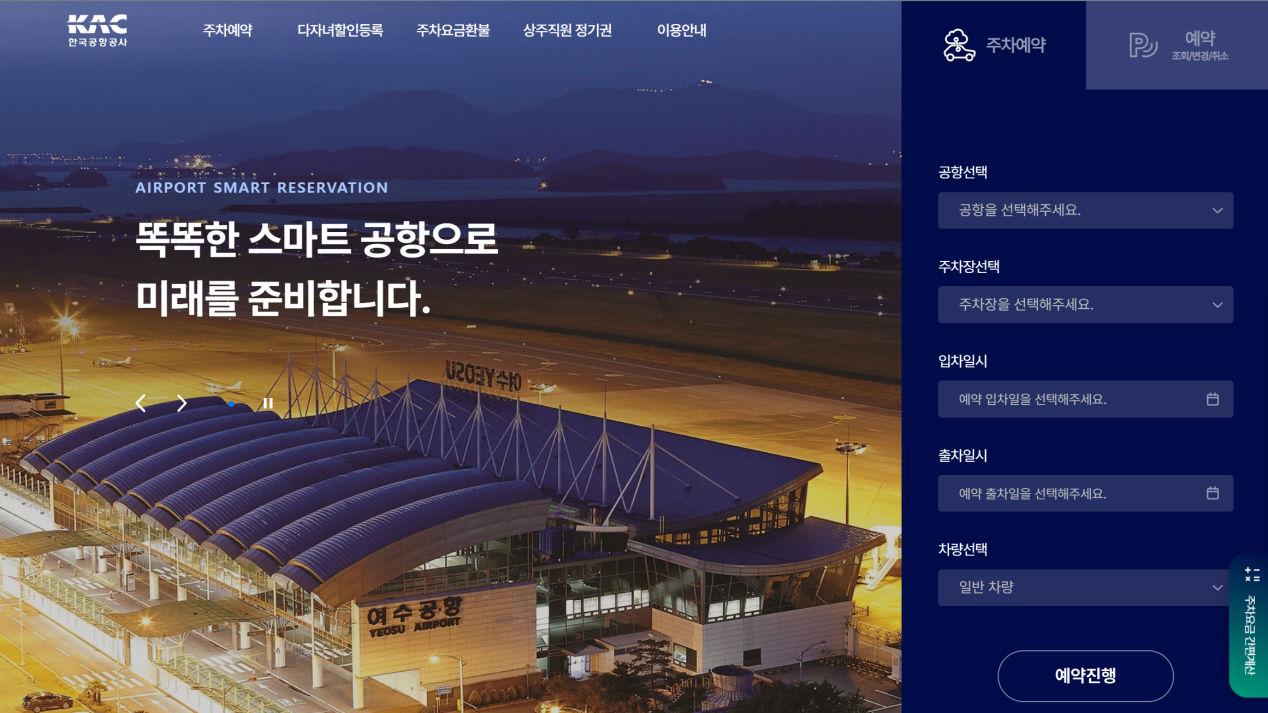 KAC
한국공항공사
주차예약
다자녀할인등록
주차요금환불
상주직원 정기권
이용안내
AIRPORT SMART RESERVATION
똑똑한 스마트 공항으로
미래를 준비합니다.
여수 YEOSU
여수공항
YEOSU AIRPORT
주차예약
예약
조회/변경/취소
공항선택
공항을 선택해주세요.
주차장선택
주차장을 선택해주세요.
입차일시
예약 입차일을 선택해주세요.
출차일시
예약 출차일을 선택해주세요.
차량선택
일반 차량
예약진행
주차요금 간편계산